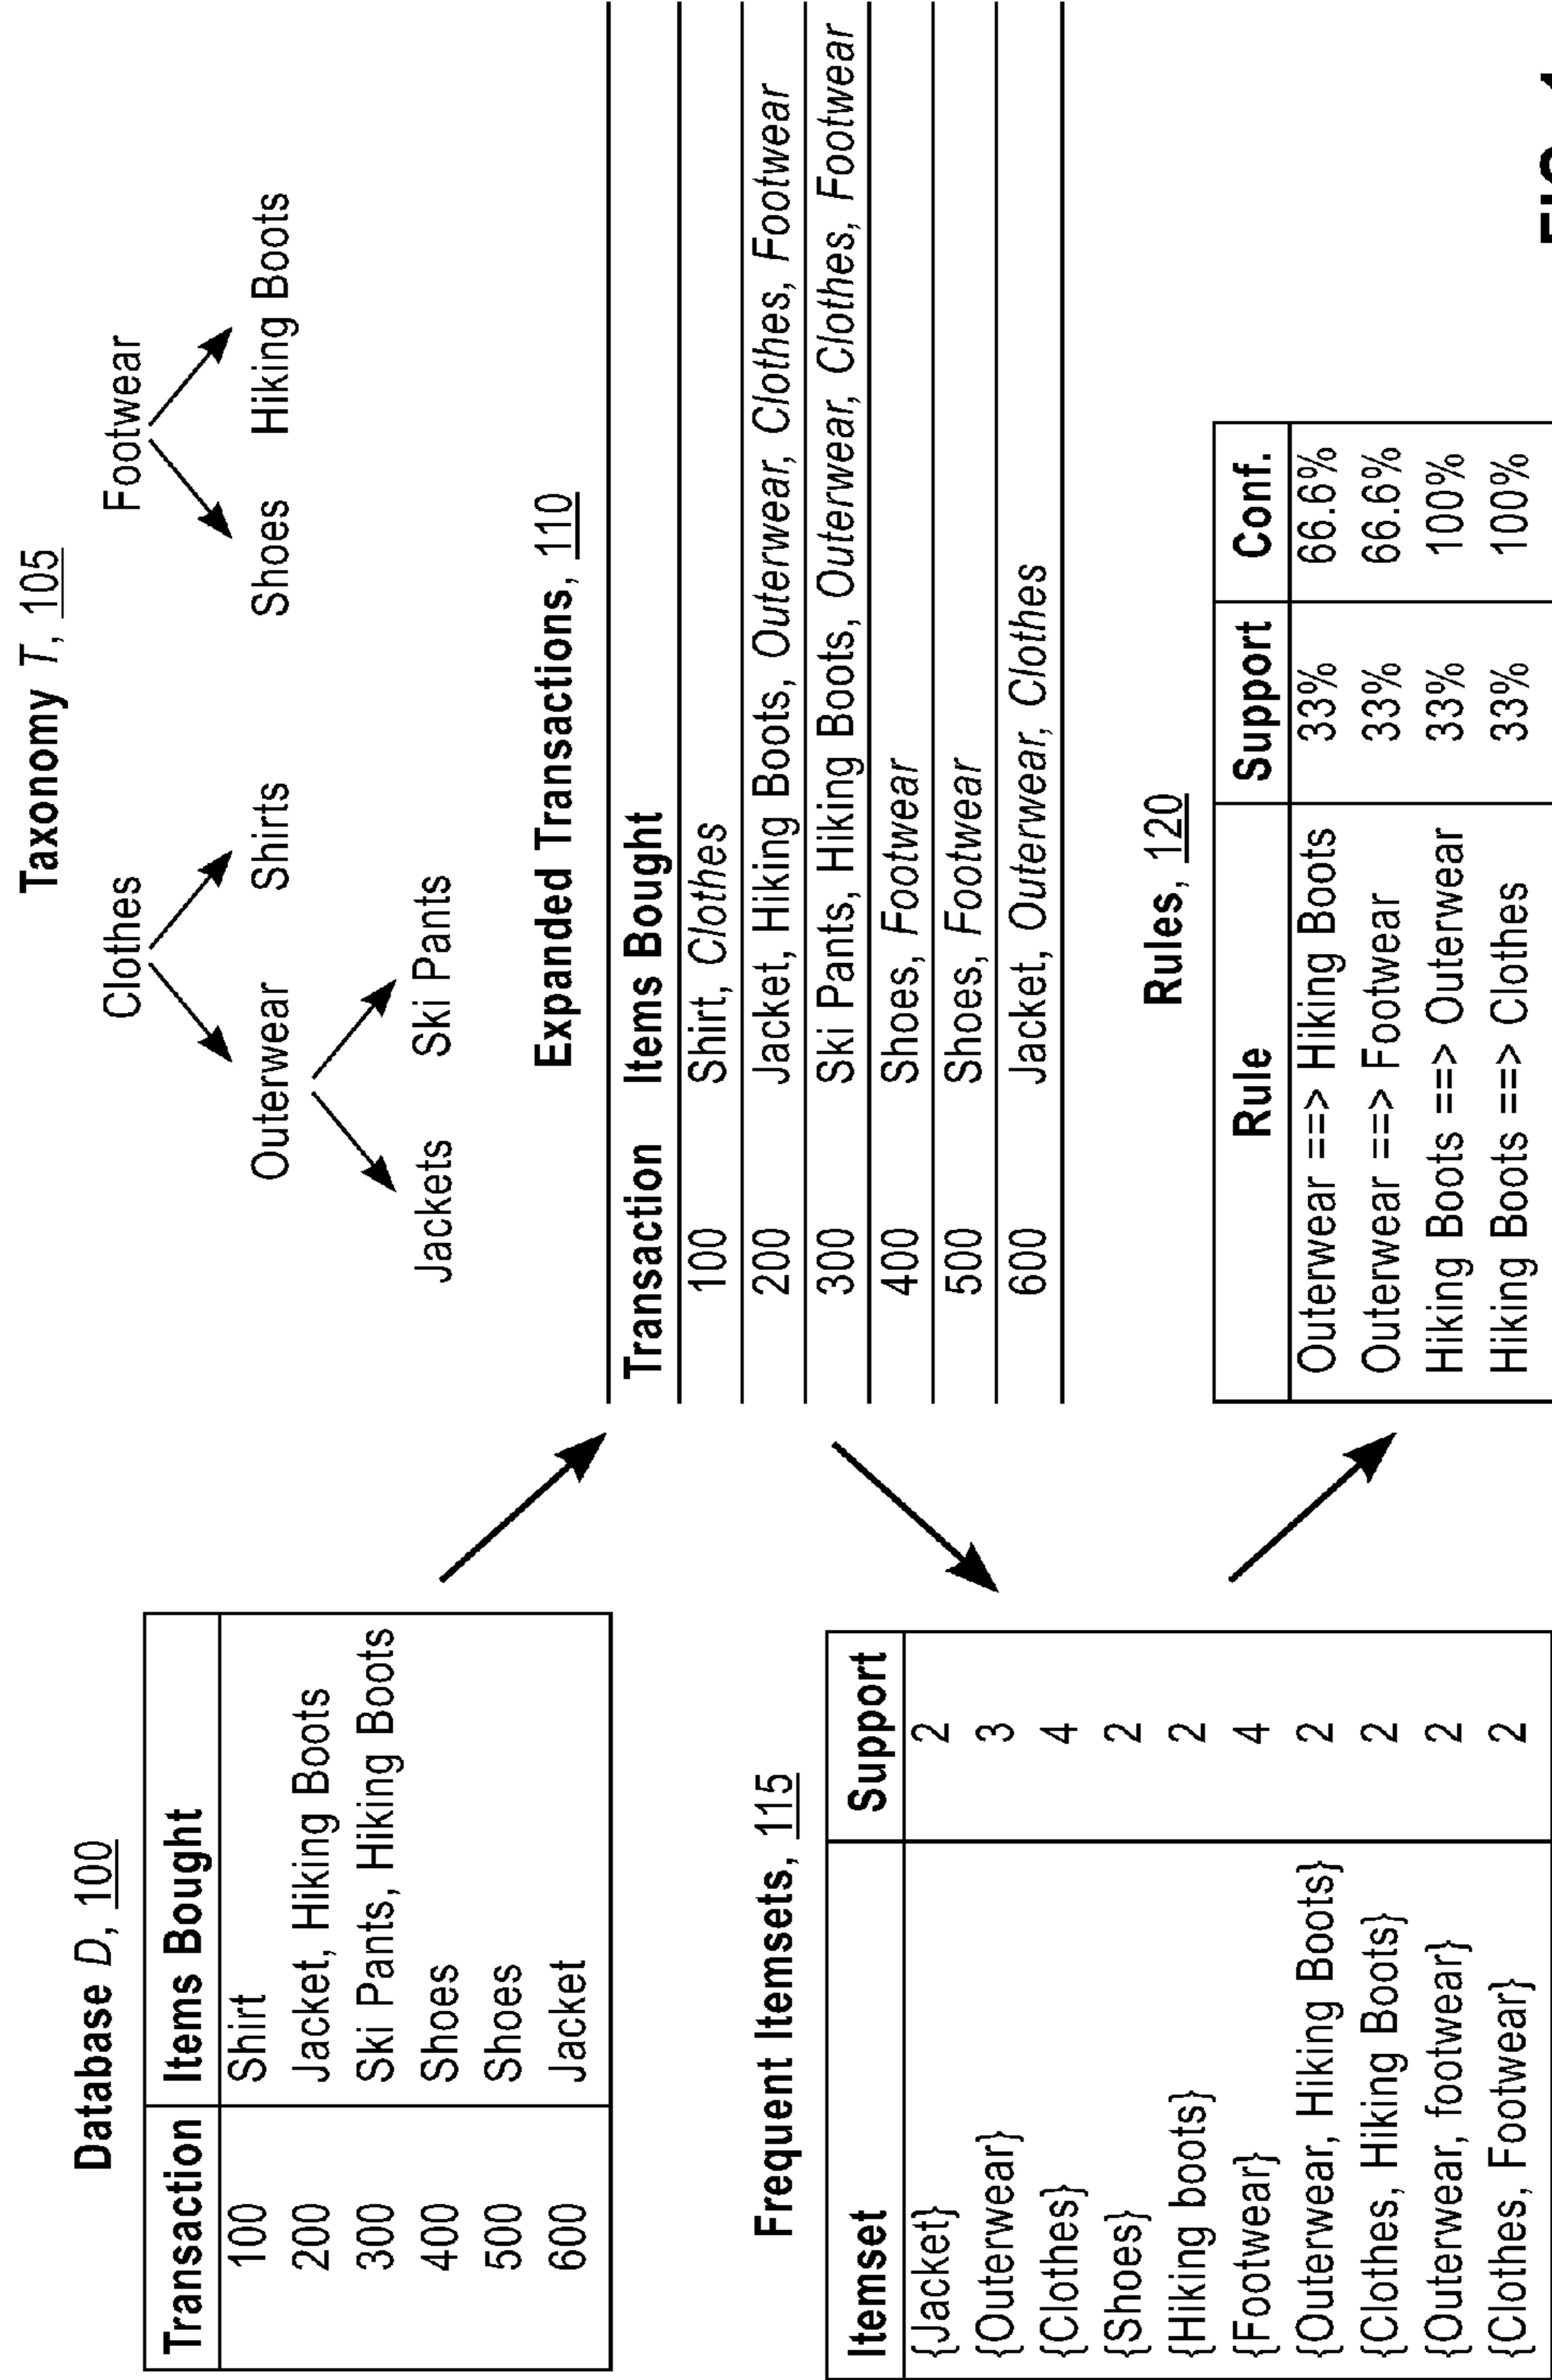 Database D, 100
Transaction Items Bought
100 Shirt
200 Jacket, Hiking Boots
300 Ski Pants, Hiking Boots
400 Shoes
500 Shoes
600 Jacket
Taxonomy T, 105
Clothes Footwear
Outerwear Shirts Shoes Hiking Boots
Jackets Ski Pants
Expanded Transactions, 110
Transaction Items Bought
100 Shirt, Clothes
200 Jacket, Hiking Boots, Outerwear, Clothes, Footwear
300 Ski Pants, Hiking Boots, Outerwear, Clothes, Footwear
400 Shoes, Footwear
500 Shoes, Footwear
600 Jacket, Outerwear, Clothes
Frequent Itemsets, 115
Itemset Support
{Jacket} 2
{Outerwear} 3
{Clothes} 4
{Shoes} 2
{Hiking boots} 2
{Footwear} 4
{Outerwear, Hiking Boots} 2
{Clothes, Hiking Boots} 2
{Outerwear, footwear} 2
{Clothes, Footwear} 2
Rules, 120
Rule Support Conf.
Outerwear ==> Hiking Boots 33% 66.6%
Outerwear ==> Footwear 33% 66.6%
Hiking Boots ==> Outerwear 33% 100%
Hiking Boots ==> Clothes 33% 100%